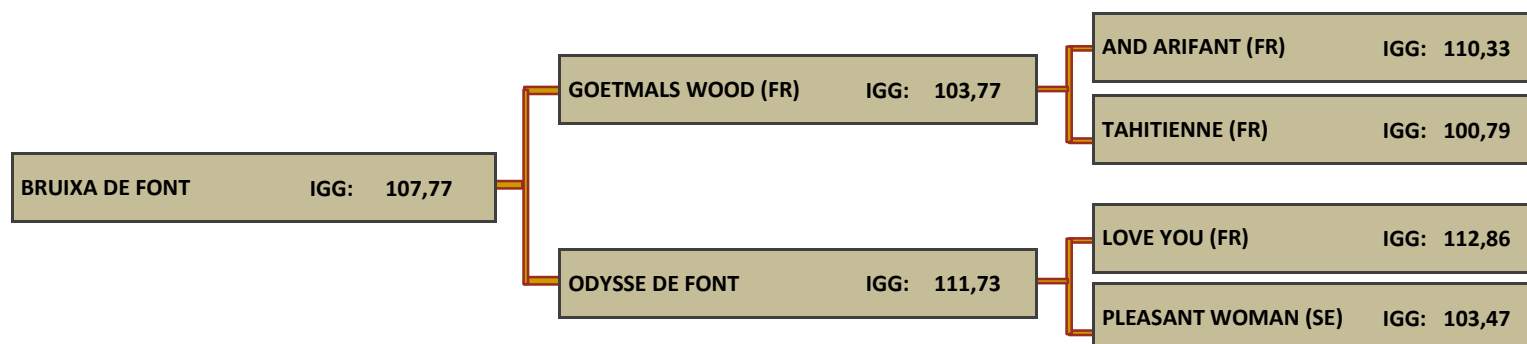 AND ARIFANT (FR) IGG: 110,33
GOETMALS WOOD (FR) IGG: 103,77
TAHITIENNE (FR) IGG: 100,79
BRUIXA DE FONT IGG: 107,77
LOVE YOU (FR) IGG: 112,86
ODYSSE DE FONT IGG: 111,73
PLEASANT WOMAN (SE) IGG: 103,47